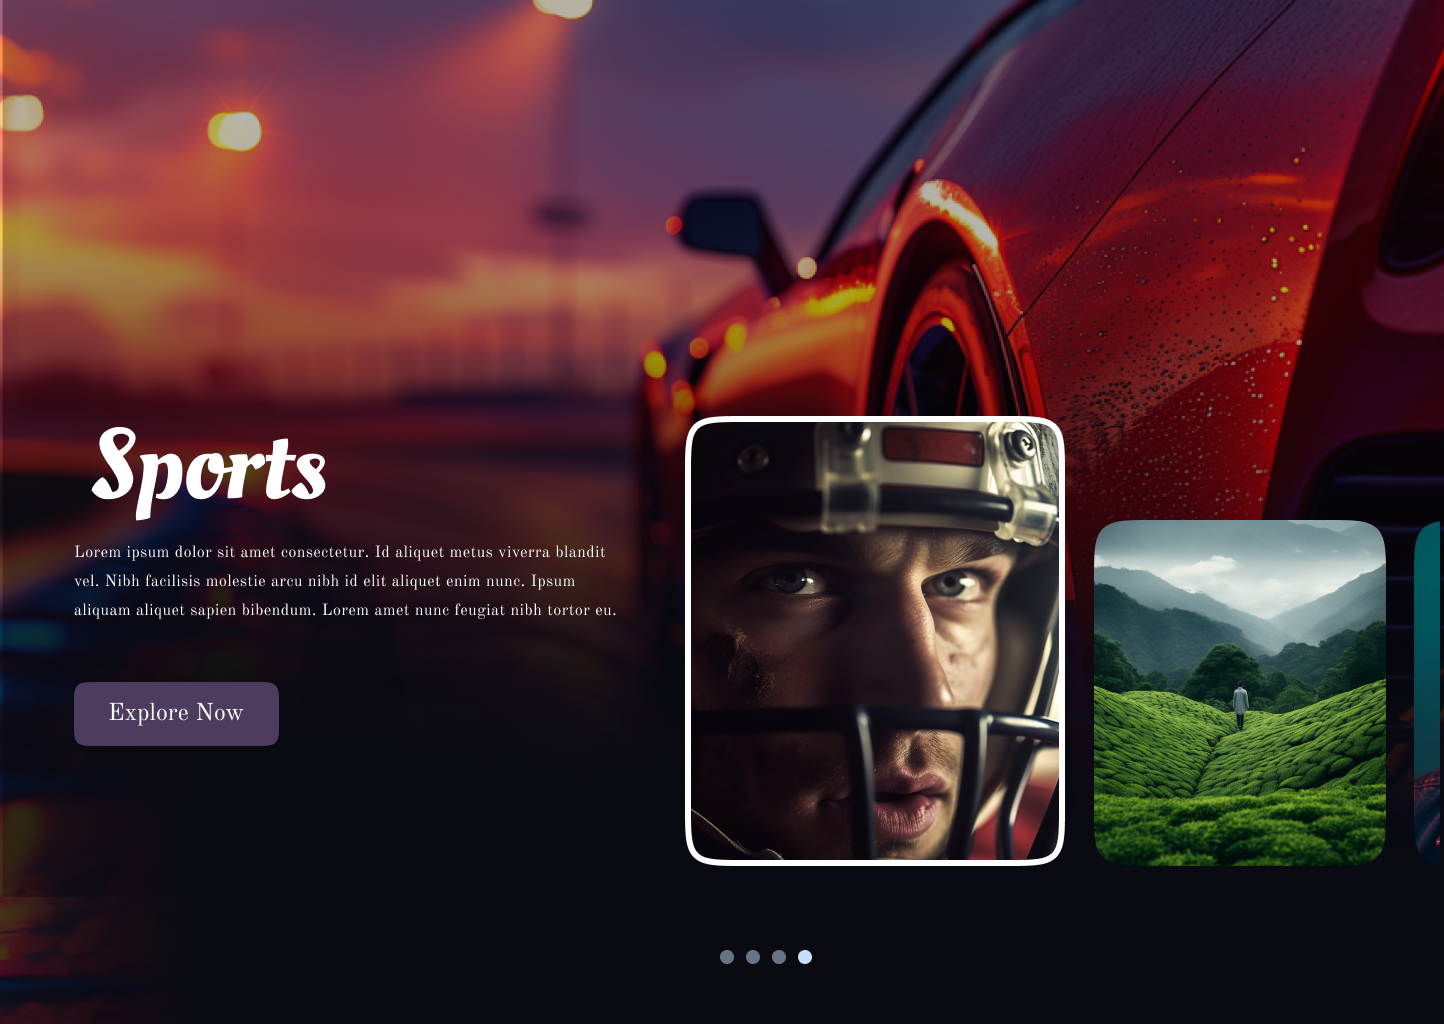 Sports
Lorem ipsum dolor sit amet consectetur. Id aliquet metus viverra blandit
vel. Nibh facilisis molestie arcu nibh id elit aliquet enim nunc. Ipsum
aliquam aliquet sapien bibendum. Lorem amet nunc feugiat nibh tortor eu.
Explore Now